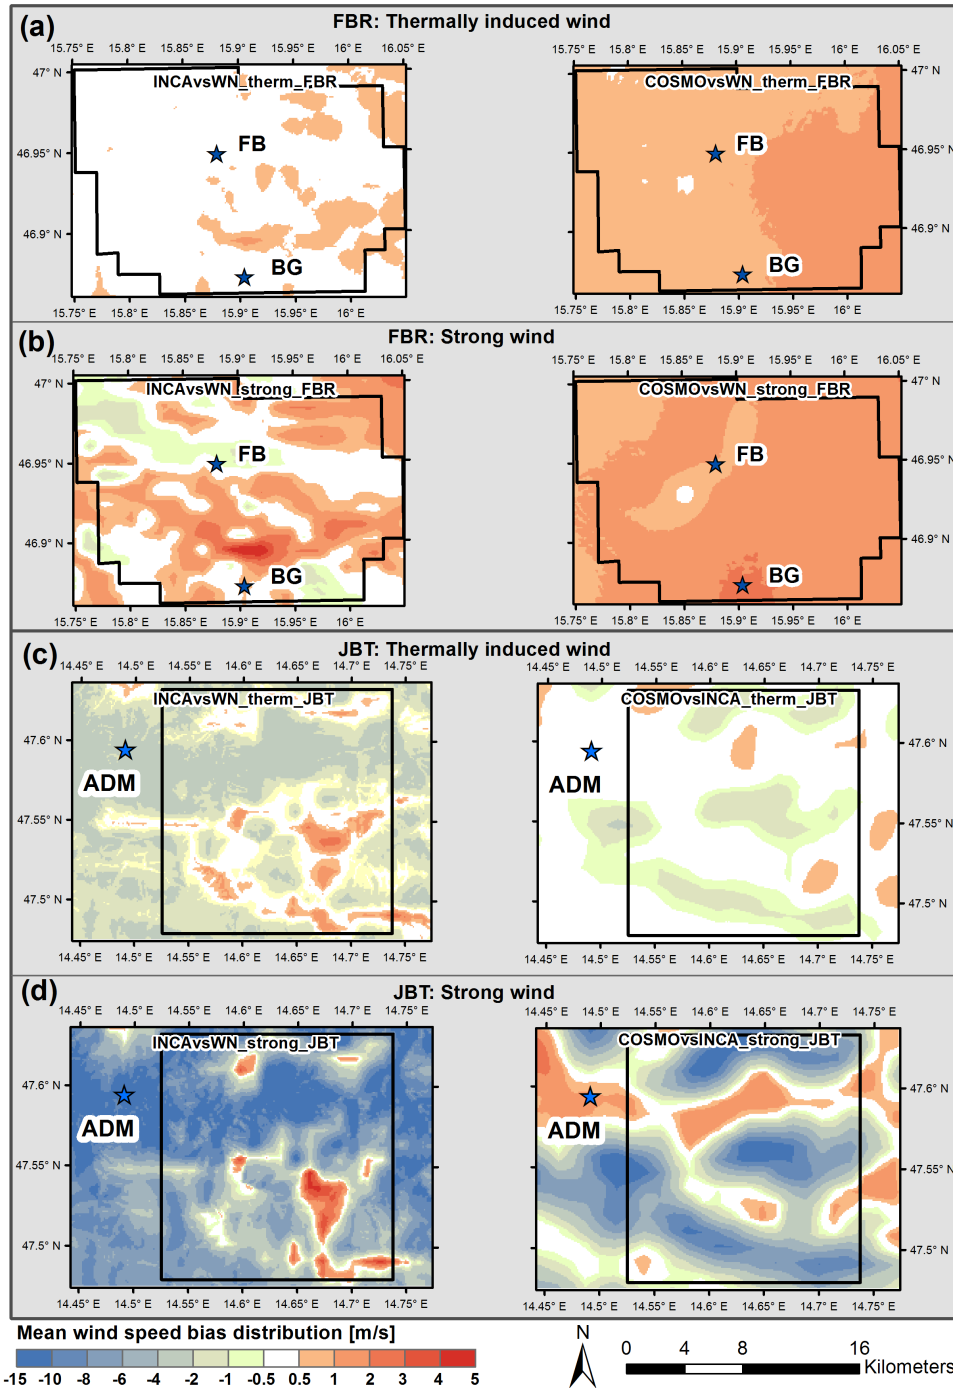 (a) FBR: Thermally induced wind
15.75° E 15.8° E 15.85° E 15.9° E 15.95° E 16° E 16.05° E 15.75° E 15.8° E 15.85° E 15.9° E 15.95° E 16° E 16.05° E
47° N INCAvsWN_therm_FBR COSMOvsWN_therm_FBR 47° N
46.95° N FB FB 46.95° N
46.9° N BG BG 46.9° N
15.75° E 15.8° E 15.85° E 15.9° E 15.95° E 16° E 15.75° E 15.8° E 15.85° E 15.9° E 15.95° E 16° E
(b) FBR: Strong wind
15.75° E 15.8° E 15.85° E 15.9° E 15.95° E 16° E 16.05° E 15.75° E 15.8° E 15.85° E 15.9° E 15.95° E 16° E 16.05° E
47° N INCAvsWN_strong_FBR COSMOvsWN_strong_FBR 47° N
46.95° N FB FB 46.95° N
46.9° N BG BG 46.9° N
15.75° E 15.8° E 15.85° E 15.9° E 15.95° E 16° E 15.75° E 15.8° E 15.85° E 15.9° E 15.95° E 16° E
(c) JBT: Thermally induced wind
14.45° E 14.5° E 14.55° E 14.6° E 14.65° E 14.7° E 14.75° E 14.45° E 14.5° E 14.55° E 14.6° E 14.65° E 14.7° E 14.75° E
INCAvsWN_therm_JBT COSMOvsINCA_therm_JBT
47.6° N ADM ADM 47.6° N
47.55° N 47.55° N
47.5° N 47.5° N
14.45° E 14.5° E 14.55° E 14.6° E 14.65° E 14.7° E 14.75° E 14.45° E 14.5° E 14.55° E 14.6° E 14.65° E 14.7° E 14.75° E
(d) JBT: Strong wind
14.45° E 14.5° E 14.55° E 14.6° E 14.65° E 14.7° E 14.75° E 14.45° E 14.5° E 14.55° E 14.6° E 14.65° E 14.7° E 14.75° E
INCAvsWN_strong_JBT COSMOvsINCA_strong_JBT
47.6° N ADM ADM 47.6° N
47.55° N 47.55° N
47.5° N 47.5° N
14.45° E 14.5° E 14.55° E 14.6° E 14.65° E 14.7° E 14.75° E 14.45° E 14.5° E 14.55° E 14.6° E 14.65° E 14.7° E 14.75° E
Mean wind speed bias distribution [m/s]
-15 -10 -8 -6 -4 -2 -1 -0.5 0.5 1 2 3 4 5
N
0 4 8 16
Kilometers